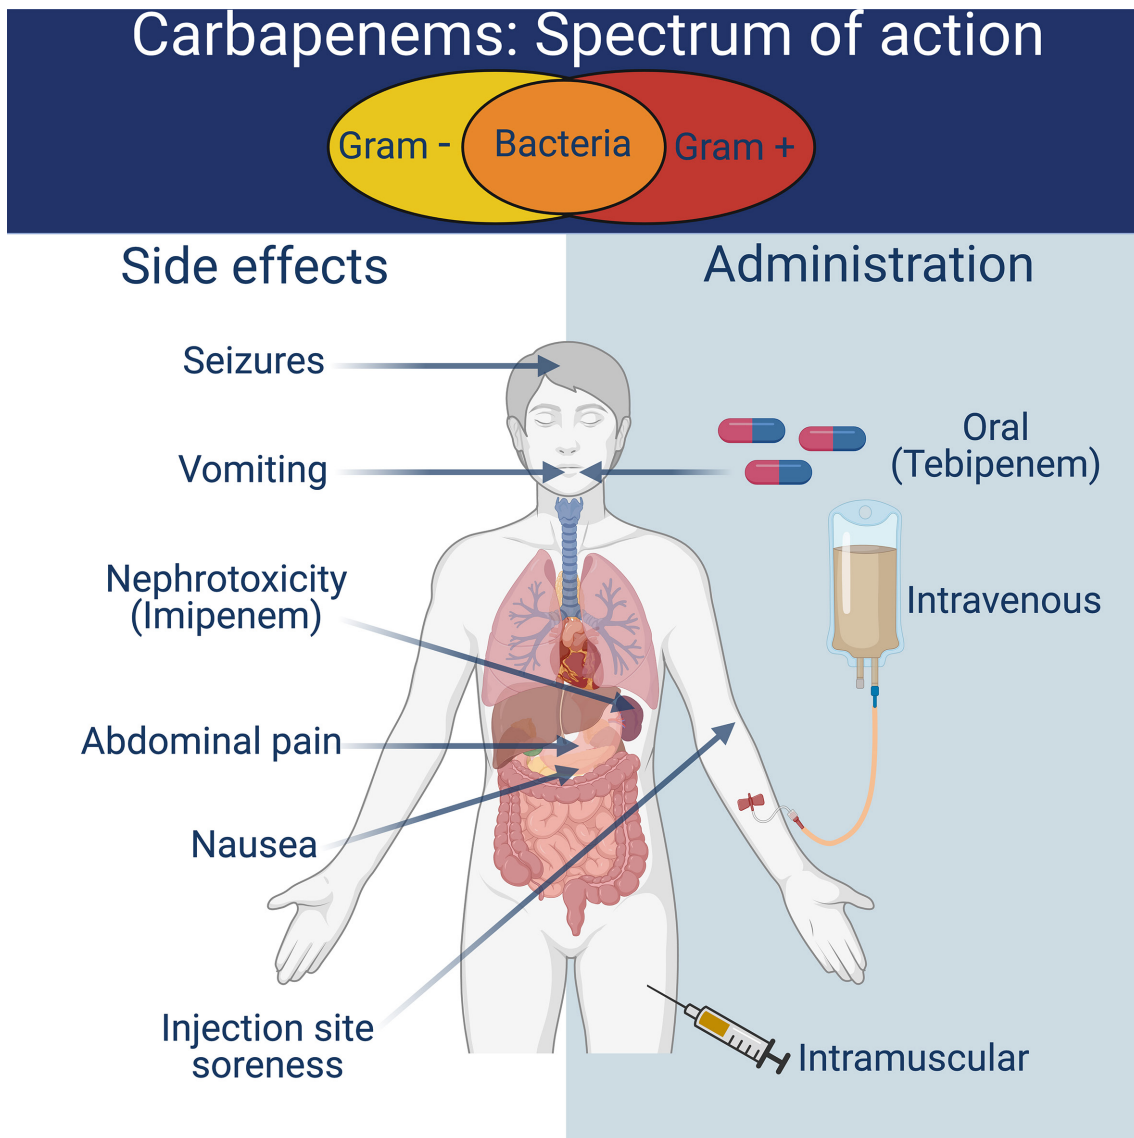 Carbapenems: Spectrum of action
Gram -
Bacteria
Gram +
Side effects
Administration
Seizures
Vomiting
Nephrotoxicity
(Imipenem)
Abdominal pain
Nausea
Injection site
soreness
Oral
(Tebipenem)
Intravenous
Intramuscular